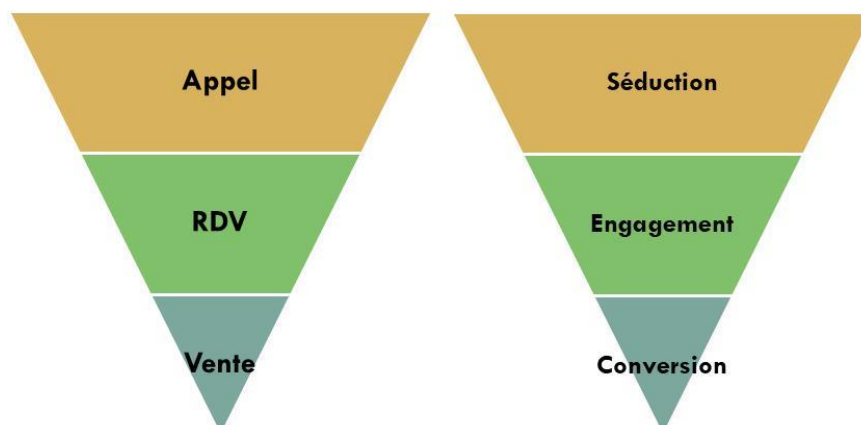 Appel
Séduction
RDV
Engagement
Vente
Conversion